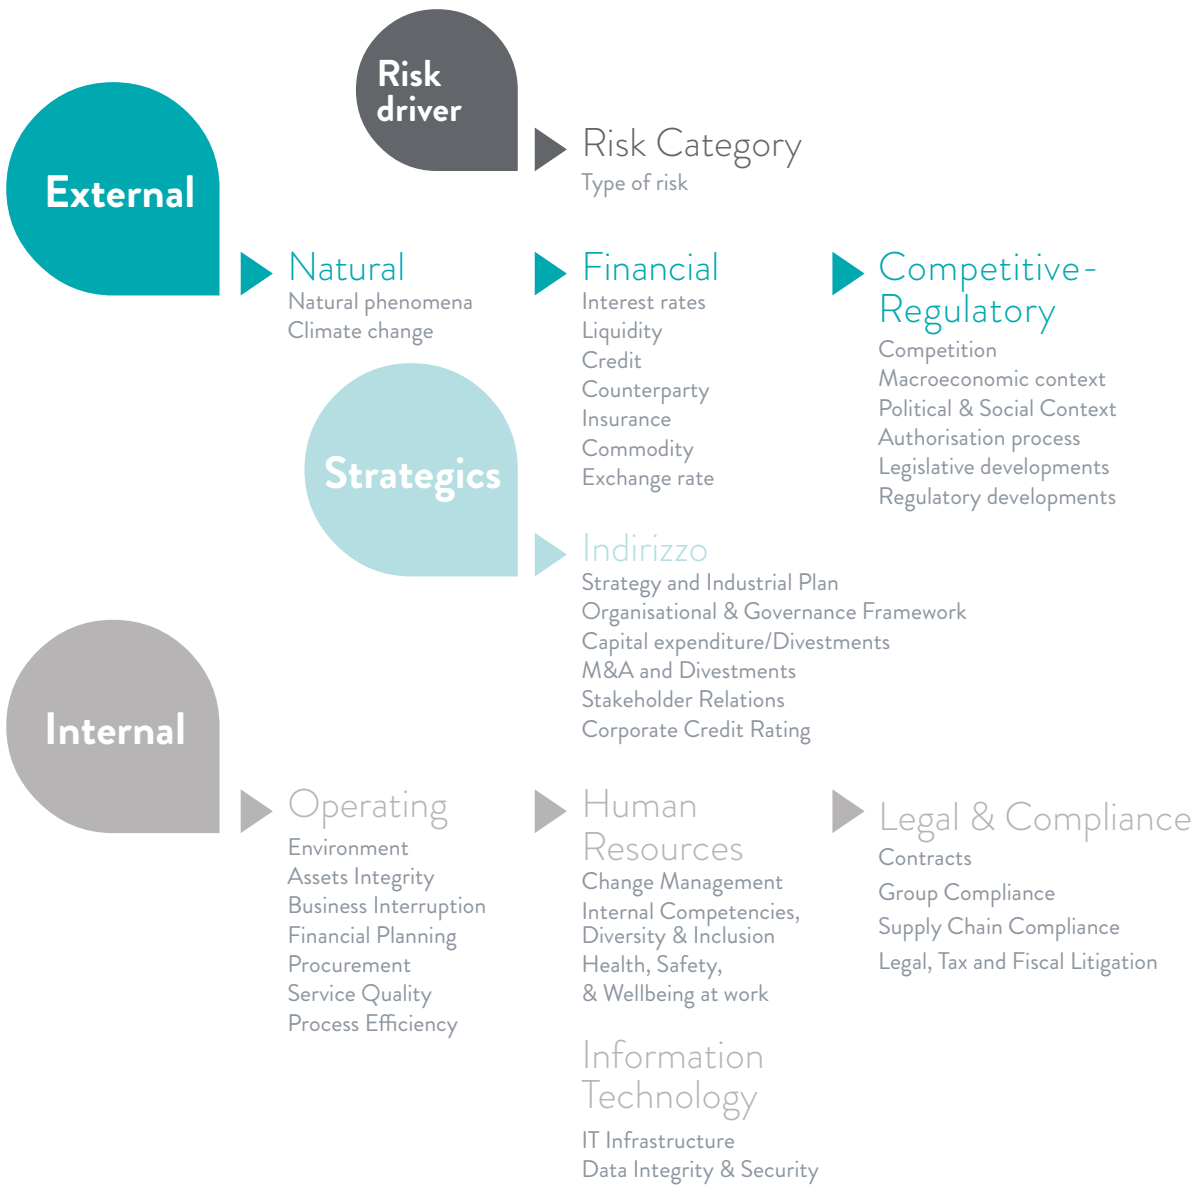 Risk
driver
Risk Category
Type of risk
External
Natural
Natural phenomena
Climate change
Financial
Interest rates
Liquidity
Credit
Counterparty
Insurance
Commodity
Exchange rate
Competitive-
Regulatory
Competition
Macroeconomic context
Political & Social Context
Authorisation process
Legislative developments
Regulatory developments
Strategics
Indirizzo
Strategy and Industrial Plan
Organisational & Governance Framework
Capital expenditure/Divestments
M&A and Divestments
Stakeholder Relations
Corporate Credit Rating
Internal
Operating
Environment
Assets Integrity
Business Interruption
Financial Planning
Procurement
Service Quality
Process Efficiency
Human
Resources
Change Management
Internal Competencies,
Diversity & Inclusion
Health, Safety,
& Wellbeing at work
Information
Technology
IT Infrastructure
Data Integrity & Security
Legal & Compliance
Contracts
Group Compliance
Supply Chain Compliance
Legal, Tax and Fiscal Litigation